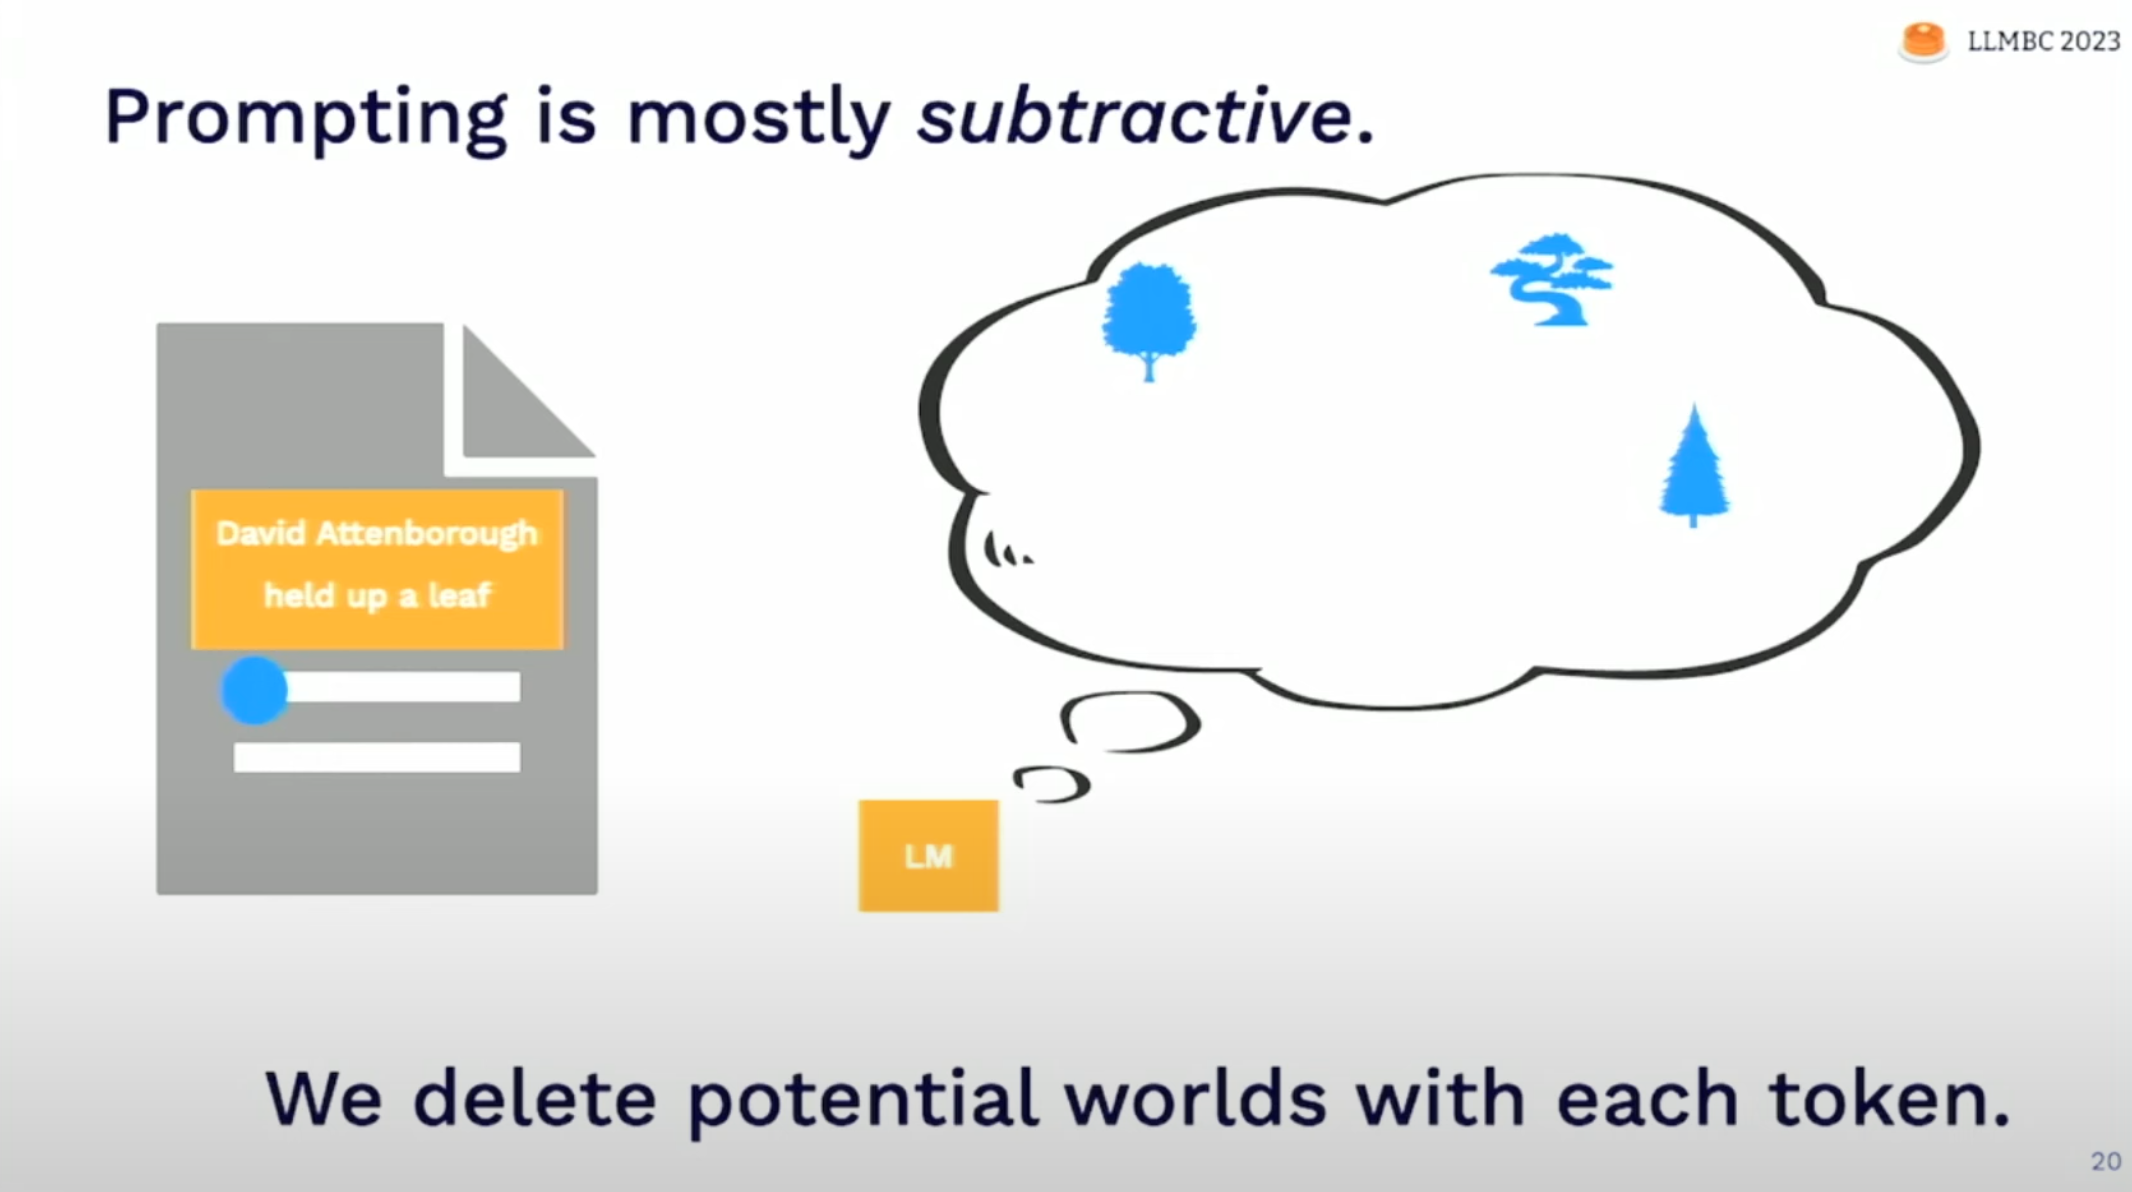 LLMBC 2023
Prompting is mostly subtractive.
David Attenborough
held up a leaf
LM
We delete potential worlds with each token.
20